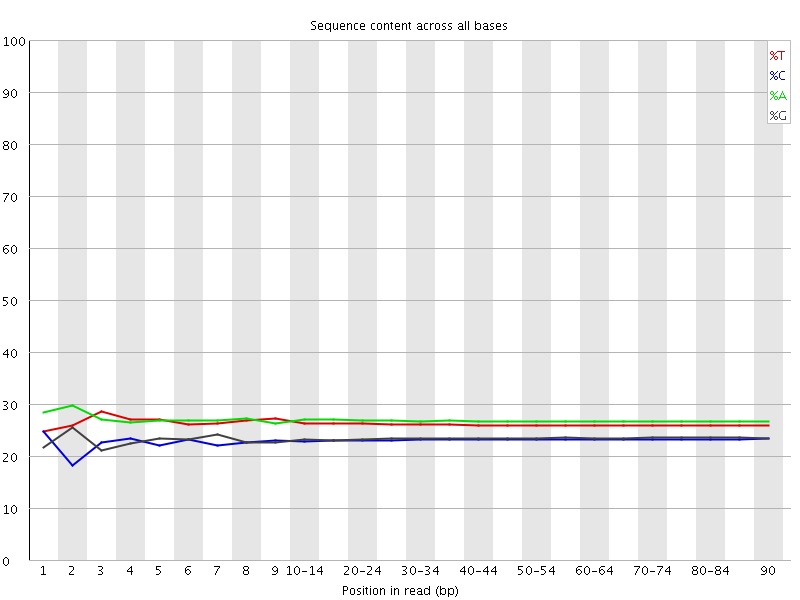 Sequence content across all bases
100
90
80
70
60
50
40
30
20
10
0
%T
%C
%A
%G
1 2 3 4 5 6 7 8 9 10-14 20-24 30-34 40-44 50-54 60-64 70-74 80-84 90
Position in read (bp)